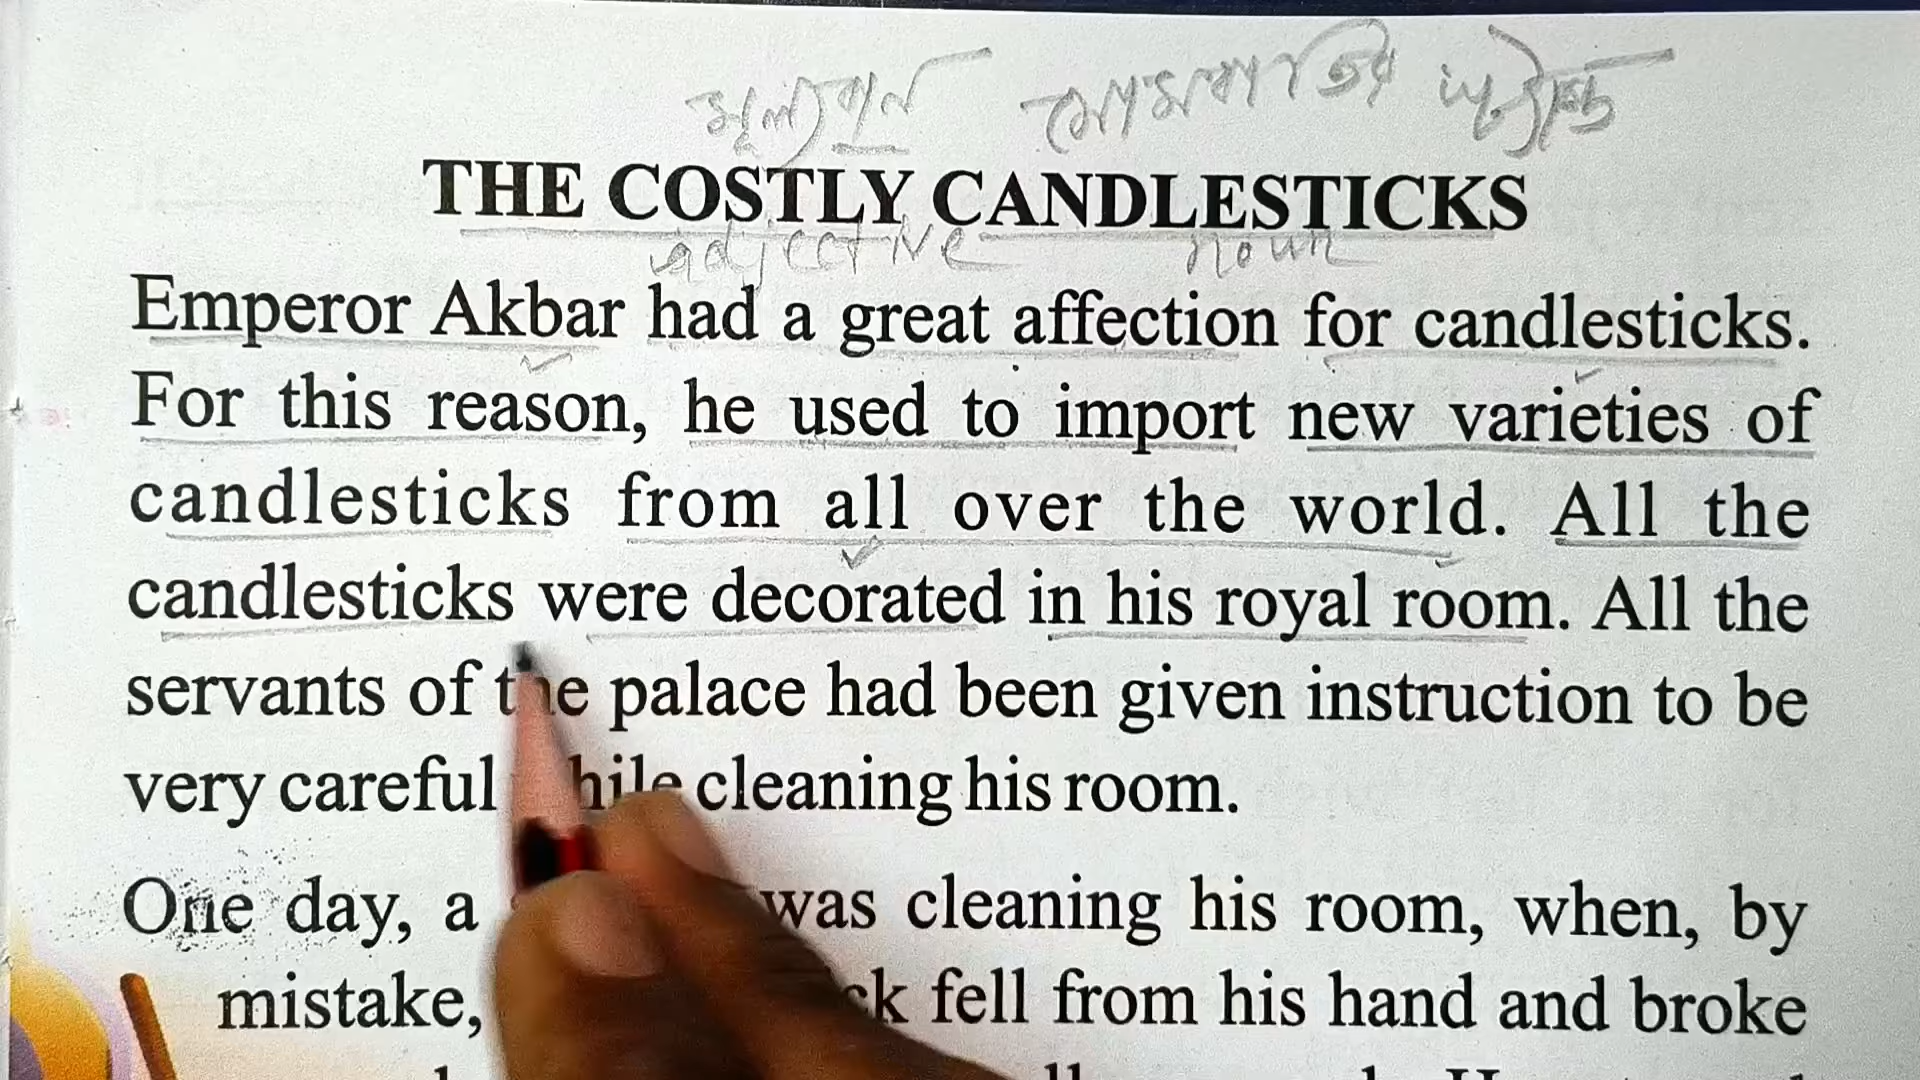 মূল্যবান মোমবাতির
THE COSTLY CANDLESTICKS
adjective noun
Emperor Akbar had a great affection for candlesticks.
For this reason, he used to import new varieties of
candlesticks from all over the world. All the
candlesticks were decorated in his royal room. All the
servants of the palace had been given instruction to be
very careful while cleaning his room.
One day, a was cleaning his room, when, by
mistake, fell from his hand and broke